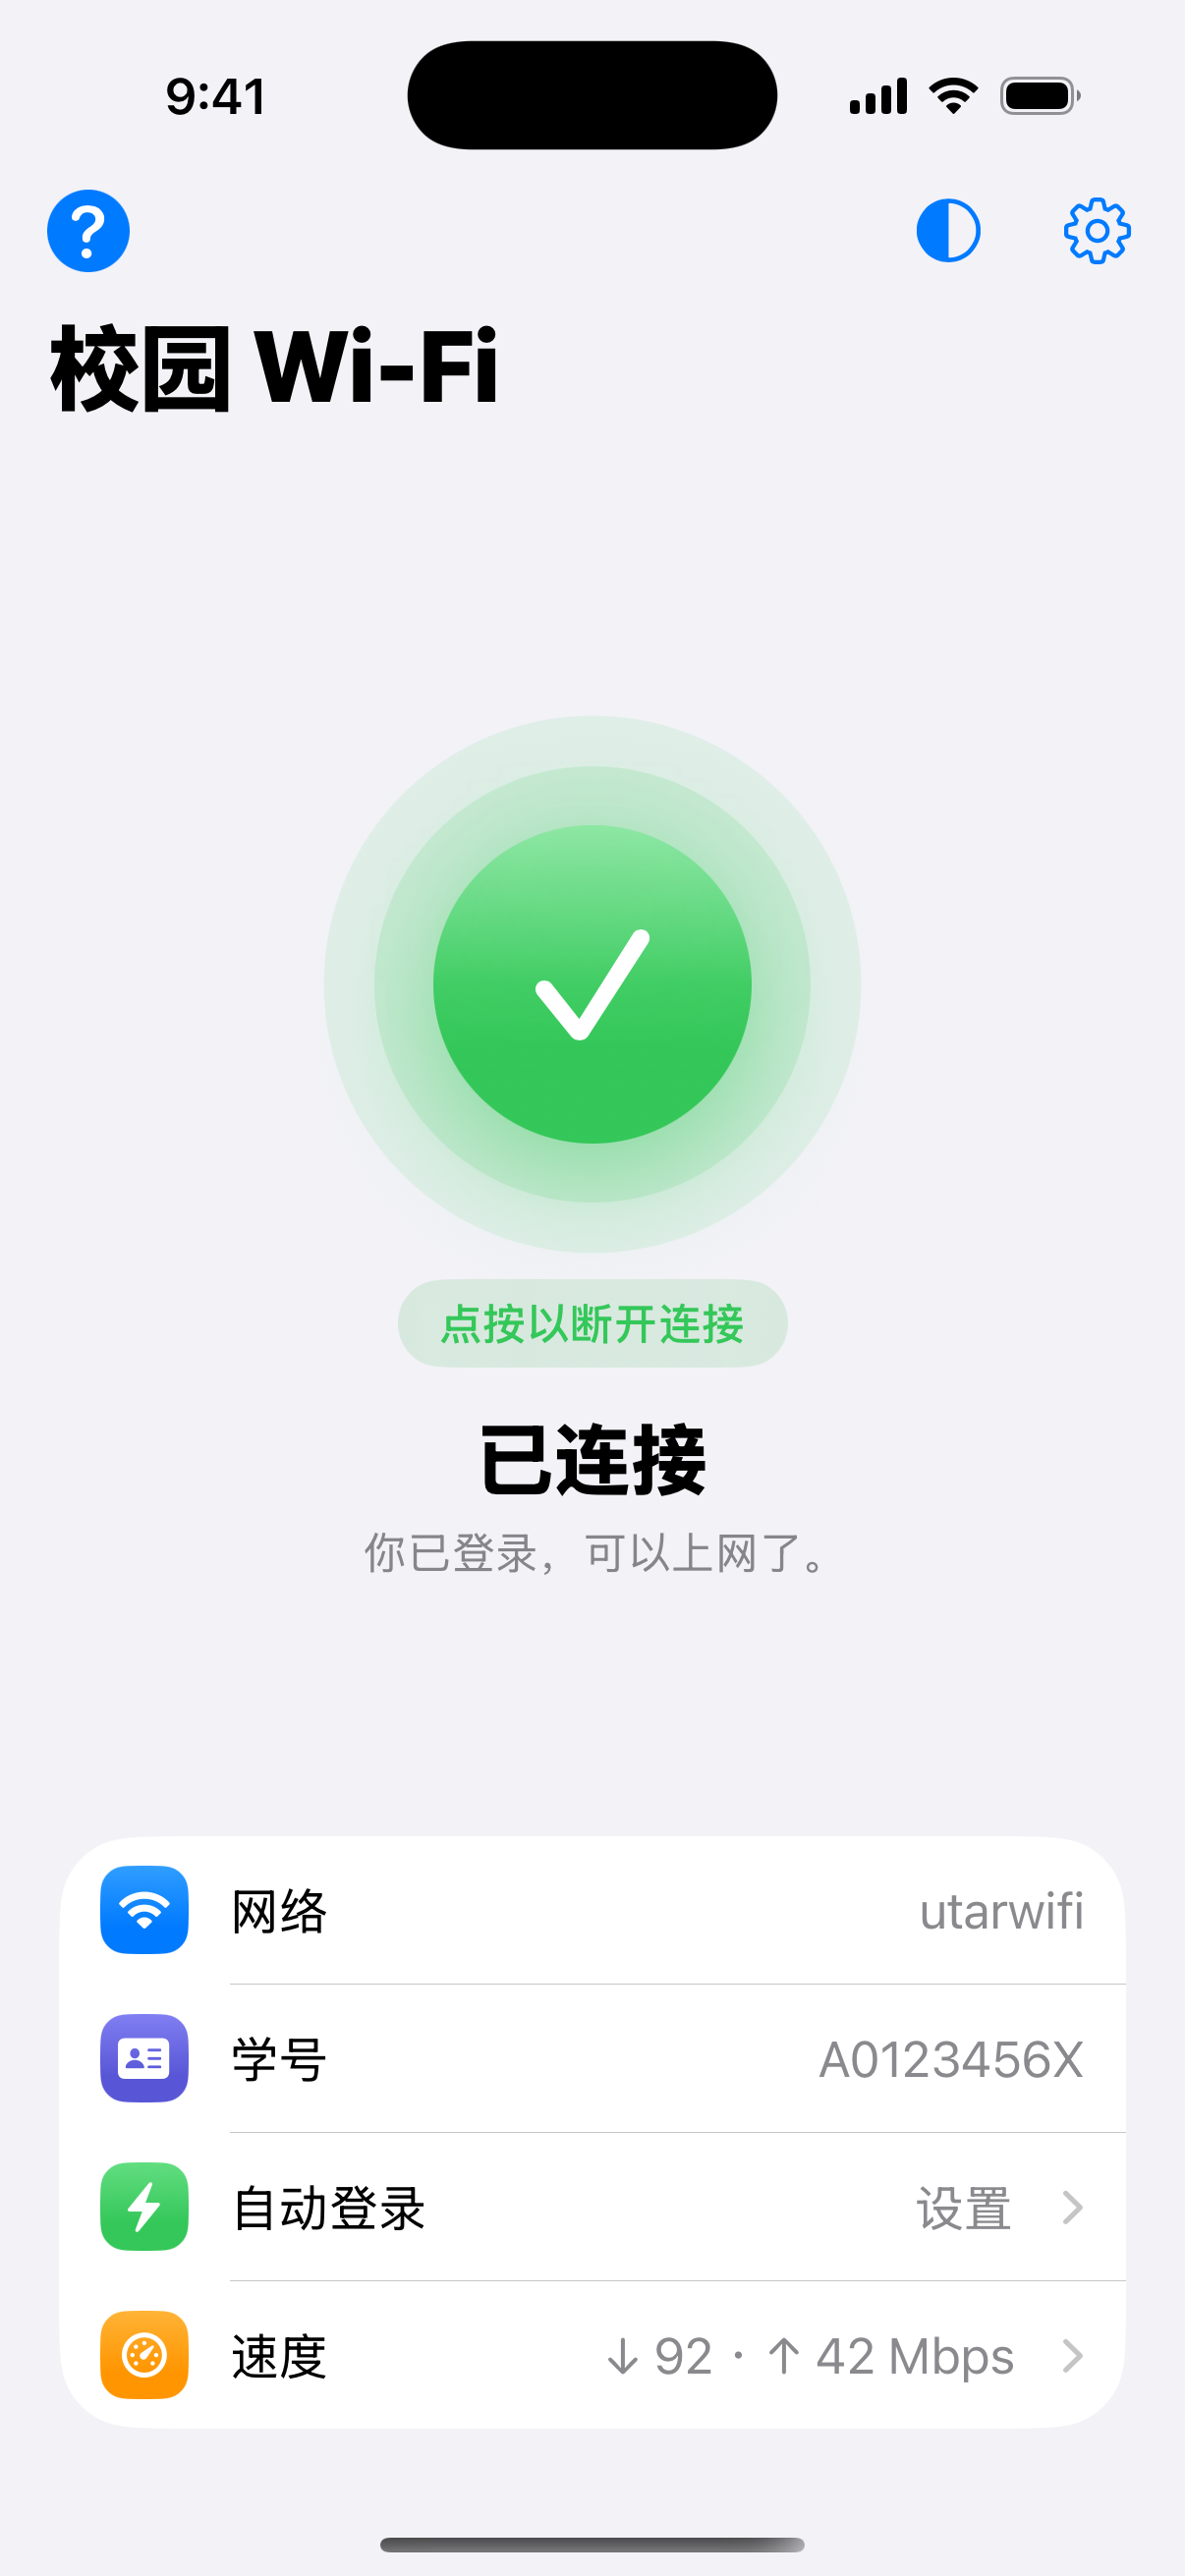 9:41
校园 Wi-Fi
点按以断开连接
已连接
你已登录，可以上网了。
网络 utarwifi
学号 A0123456X
自动登录 设置
速度 ↓ 92 · ↑ 42 Mbps